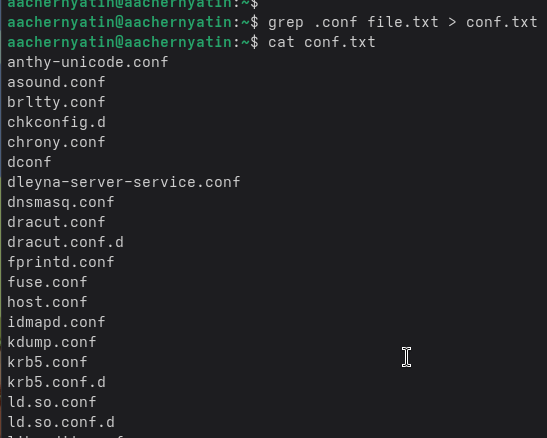 aachernyatin@aachernyatin:~$
aachernyatin@aachernyatin:~$ grep .conf file.txt > conf.txt
aachernyatin@aachernyatin:~$ cat conf.txt
anthy-unicode.conf
asound.conf
brltty.conf
chkconfig.d
chrony.conf
dconf
dleyna-server-service.conf
dnsmasq.conf
dracut.conf
dracut.conf.d
fprintd.conf
fuse.conf
host.conf
idmapd.conf
kdump.conf
krb5.conf
krb5.conf.d
ld.so.conf
ld.so.conf.d